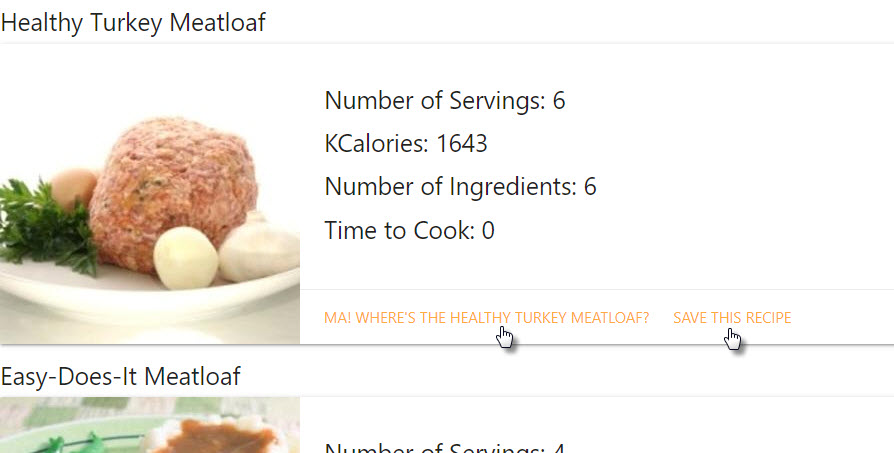 Healthy Turkey Meatloaf
Number of Servings: 6
KCalories: 1643
Number of Ingredients: 6
Time to Cook: 0
MA! WHERE'S THE HEALTHY TURKEY MEATLOAF? SAVE THIS RECIPE
Easy-Does-It Meatloaf
Number of Servings: 4